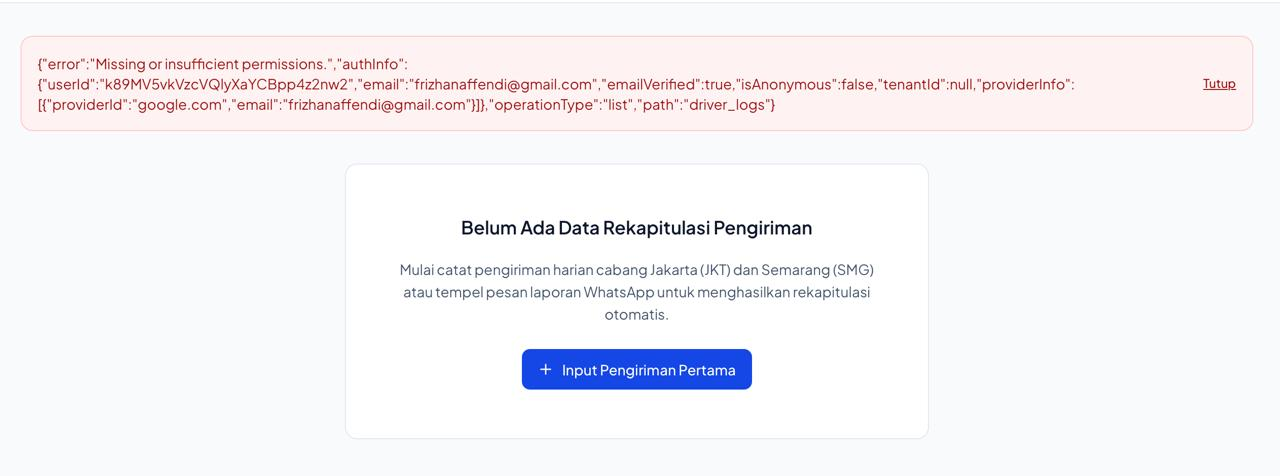 {"error":"Missing or insufficient permissions.","authInfo":
{"userId":"k89MV5vkVzcVQlyXaYCBpp4z2nw2","email":"frizhanaffendi@gmail.com","emailVerified":true,"isAnonymous":false,"tenantId":null,"providerInfo":
[{"providerId":"google.com","email":"frizhanaffendi@gmail.com"}]},"operationType":"list","path":"driver_logs"}
Tutup
Belum Ada Data Rekapitulasi Pengiriman
Mulai catat pengiriman harian cabang Jakarta (JKT) dan Semarang (SMG)
atau tempel pesan laporan WhatsApp untuk menghasilkan rekapitulasi
otomatis.
+ Input Pengiriman Pertama